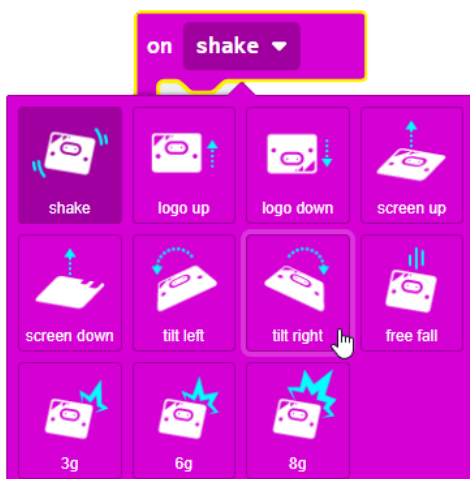 on shake
shake logo up logo down screen up
screen down tilt left tilt right free fall
3g 6g 8g